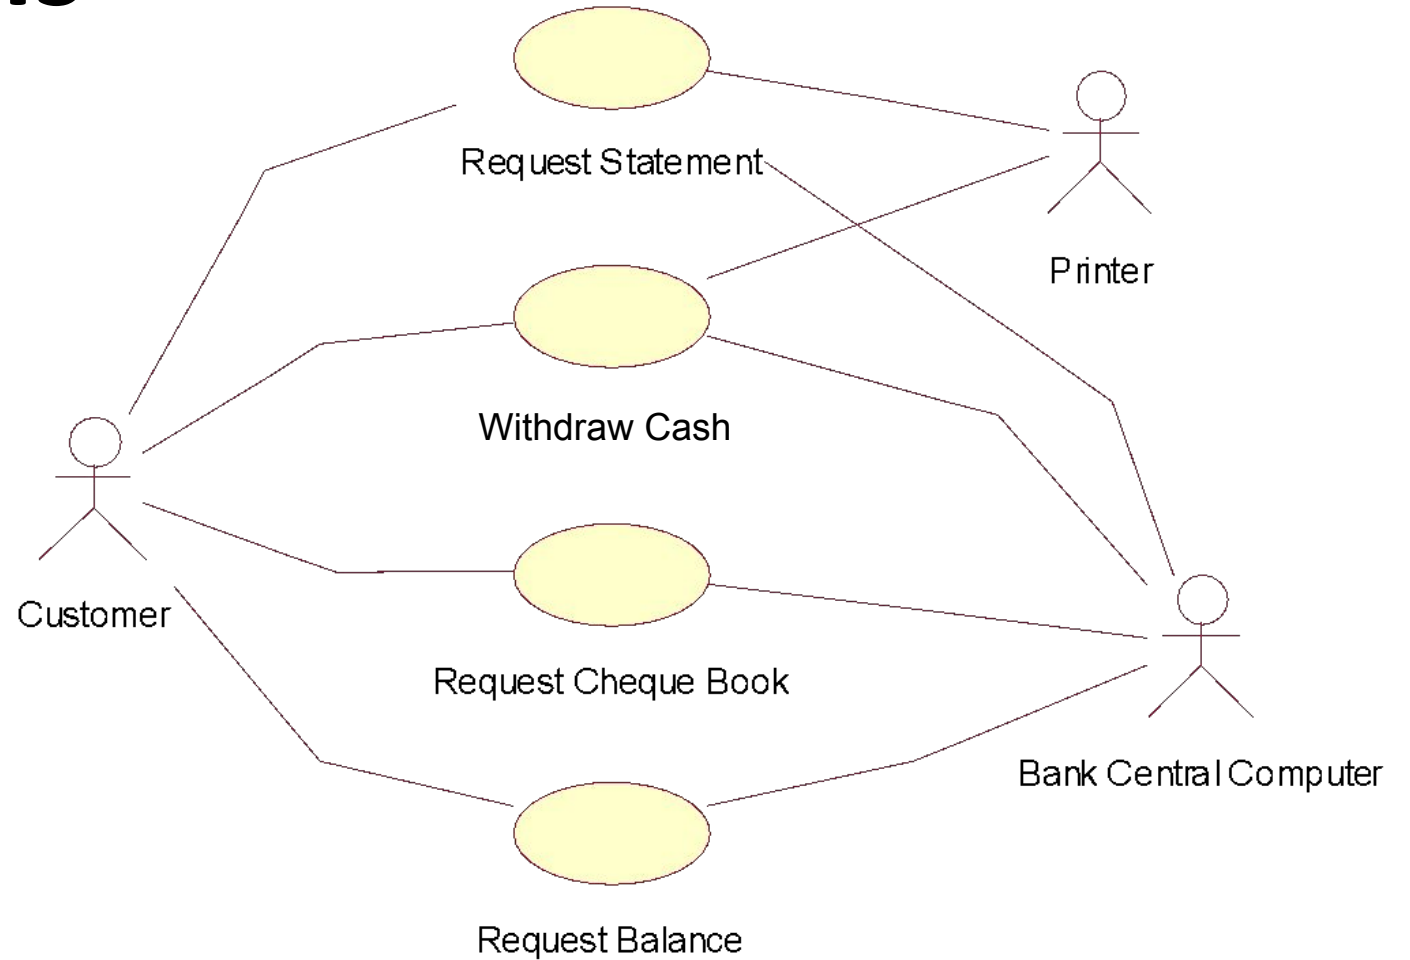 Request Statement
Printer
Withdraw Cash
Customer
Request Cheque Book
Bank Central Computer
Request Balance